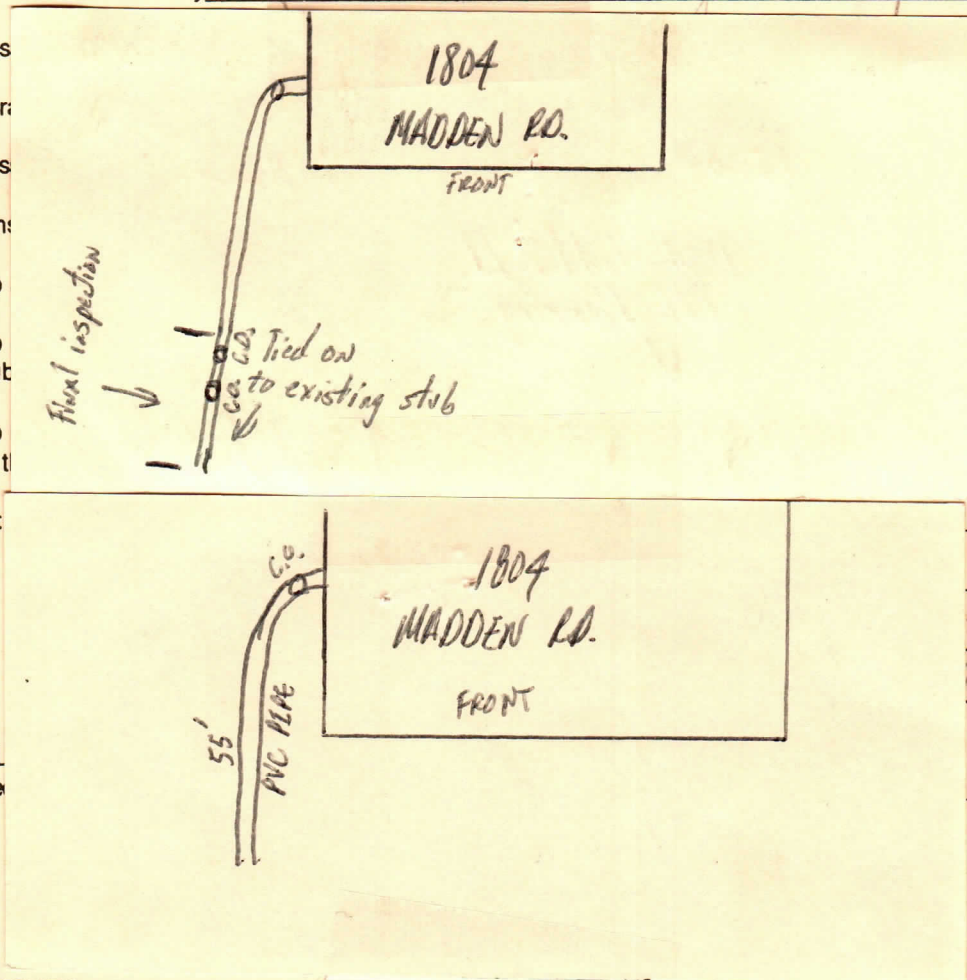 1804
MADDEN RD.
FRONT
Final inspection
C.O. Tied on
C.O. to existing stub
1804
MADDEN RD.
FRONT
C.O.
55'
PVC PIPE